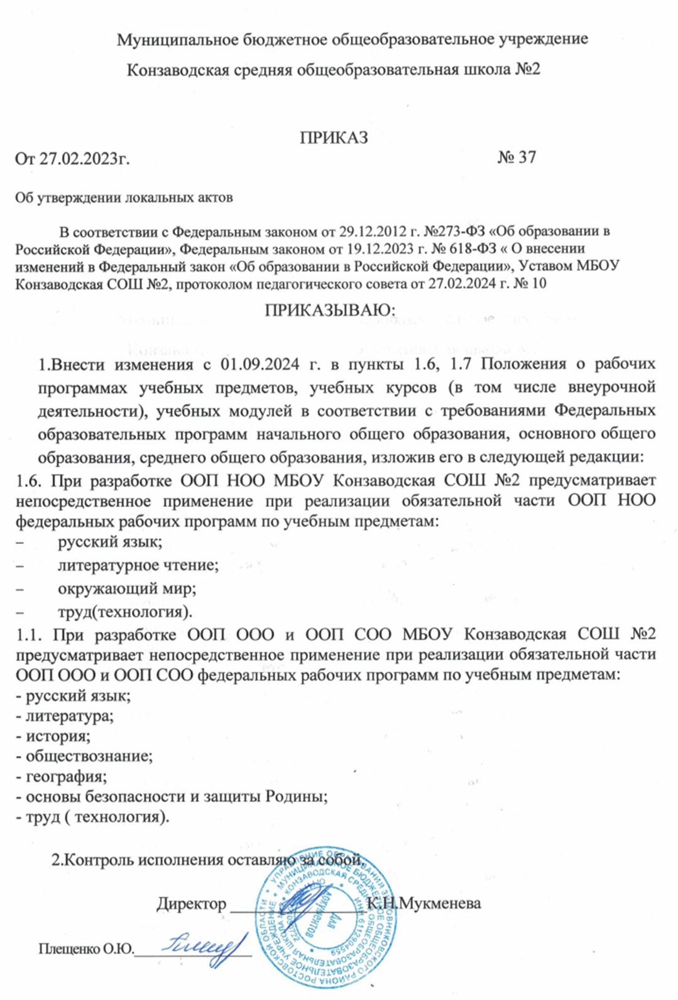 Муниципальное бюджетное общеобразовательное учреждение
Конзаводская средняя общеобразовательная школа №2
ПРИКАЗ
От 27.02.2023г. № 37
Об утверждении локальных актов
В соответствии с Федеральным законом от 29.12.2012 г. №273-ФЗ «Об образовании в
Российской Федерации», Федеральным законом от 19.12.2023 г. № 618-ФЗ « О внесении
изменений в Федеральный закон «Об образовании в Российской Федерации», Уставом МБОУ
Конзаводская СОШ №2, протоколом педагогического совета от 27.02.2024 г. № 10
ПРИКАЗЫВАЮ:
1.Внести изменения с 01.09.2024 г. в пункты 1.6, 1.7 Положения о рабочих
программах учебных предметов, учебных курсов (в том числе внеурочной
деятельности), учебных модулей в соответствии с требованиями Федеральных
образовательных программ начального общего образования, основного общего
образования, среднего общего образования, изложив его в следующей редакции:
1.6. При разработке ООП НОО МБОУ Конзаводская СОШ №2 предусматривает
непосредственное применение при реализации обязательной части ООП НОО
федеральных рабочих программ по учебным предметам:
– русский язык;
– литературное чтение;
– окружающий мир;
– труд(технология).
1.1. При разработке ООП ООО и ООП СОО МБОУ Конзаводская СОШ №2
предусматривает непосредственное применение при реализации обязательной части
ООП ООО и ООП СОО федеральных рабочих программ по учебным предметам:
- русский язык;
- литература;
- история;
- обществознание;
- география;
- основы безопасности и защиты Родины;
- труд ( технология).
2.Контроль исполнения оставляю за собой.
Директор К.Н.Мукменева
Плещенко О.Ю.
УПРАВЛЕНИЕ ОБРАЗОВАНИЯ ЗИМОВНИКОВСКОГО РАЙОНА РОСТОВСКОЙ ОБЛАСТИ
МУНИЦИПАЛЬНОЕ БЮДЖЕТНОЕ ОБЩЕОБРАЗОВАТЕЛЬНОЕ УЧРЕЖДЕНИЕ
КОНЗАВОДСКАЯ СРЕДНЯЯ ОБЩЕОБРАЗОВАТЕЛЬНАЯ ШКОЛА №2
ИНН 6112904559
Для
документов